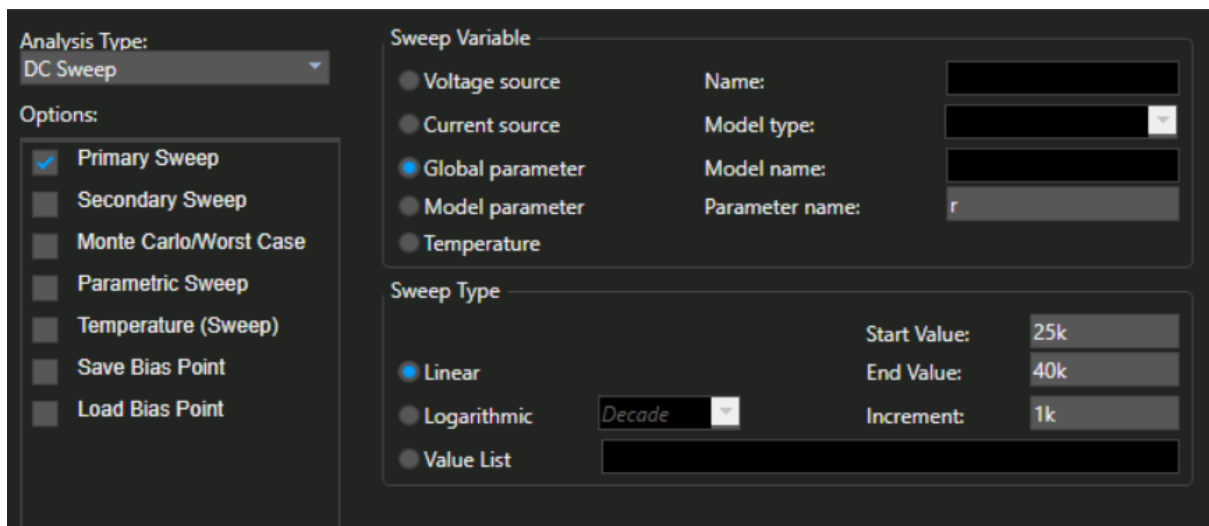 Analysis Type:
DC Sweep
Options:
Primary Sweep
Secondary Sweep
Monte Carlo/Worst Case
Parametric Sweep
Temperature (Sweep)
Save Bias Point
Load Bias Point
Sweep Variable
Voltage source Name:
Current source Model type:
Global parameter Model name:
Model parameter Parameter name: r
Temperature
Sweep Type
Start Value: 25k
Linear End Value: 40k
Logarithmic Decade Increment: 1k
Value List